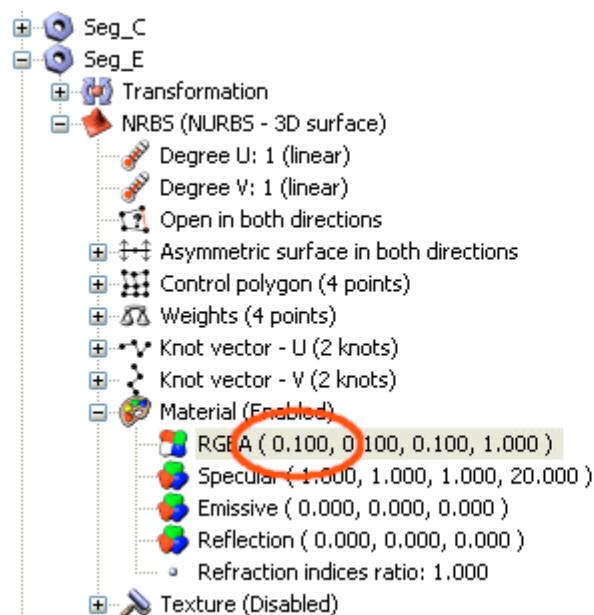 Seg_C
Seg_E
Transformation
NRBS (NURBS - 3D surface)
Degree U: 1 (linear)
Degree V: 1 (linear)
Open in both directions
Asymmetric surface in both directions
Control polygon (4 points)
Weights (4 points)
Knot vector - U (2 knots)
Knot vector - V (2 knots)
Material (Enabled)
RGBA ( 0.100, 0.100, 0.100, 1.000 )
Specular ( 1.000, 1.000, 1.000, 20.000 )
Emissive ( 0.000, 0.000, 0.000 )
Reflection ( 0.000, 0.000, 0.000 )
Refraction indices ratio: 1.000
Texture (Disabled)